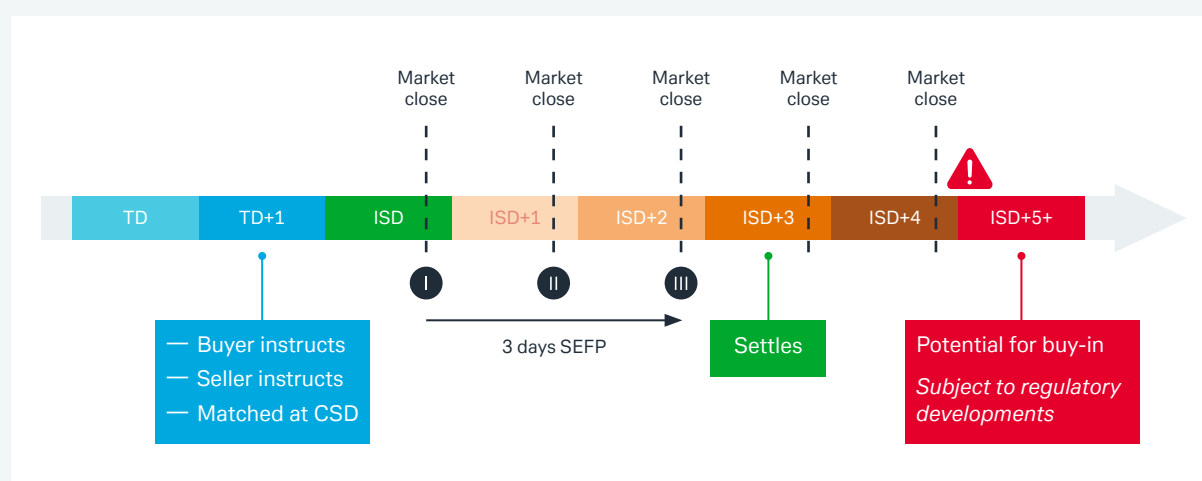 Market close
Market close
Market close
Market close
Market close
!
TD
TD+1
ISD
ISD+1
ISD+2
ISD+3
ISD+4
ISD+5+
I
II
III
3 days SEFP
— Buyer instructs
— Seller instructs
— Matched at CSD
Settles
Potential for buy-in
Subject to regulatory
developments